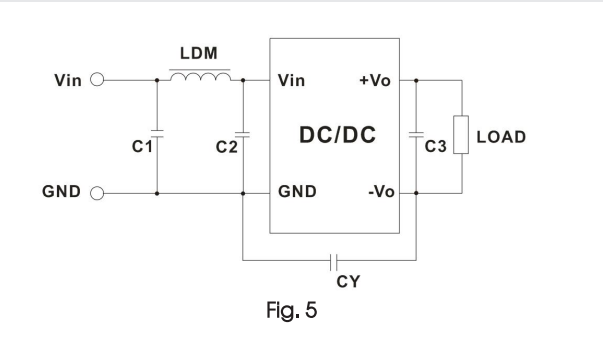 LDM
Vin
Vin
+Vo
DC/DC
C1
C2
C3
LOAD
GND
GND
-Vo
CY
Fig. 5